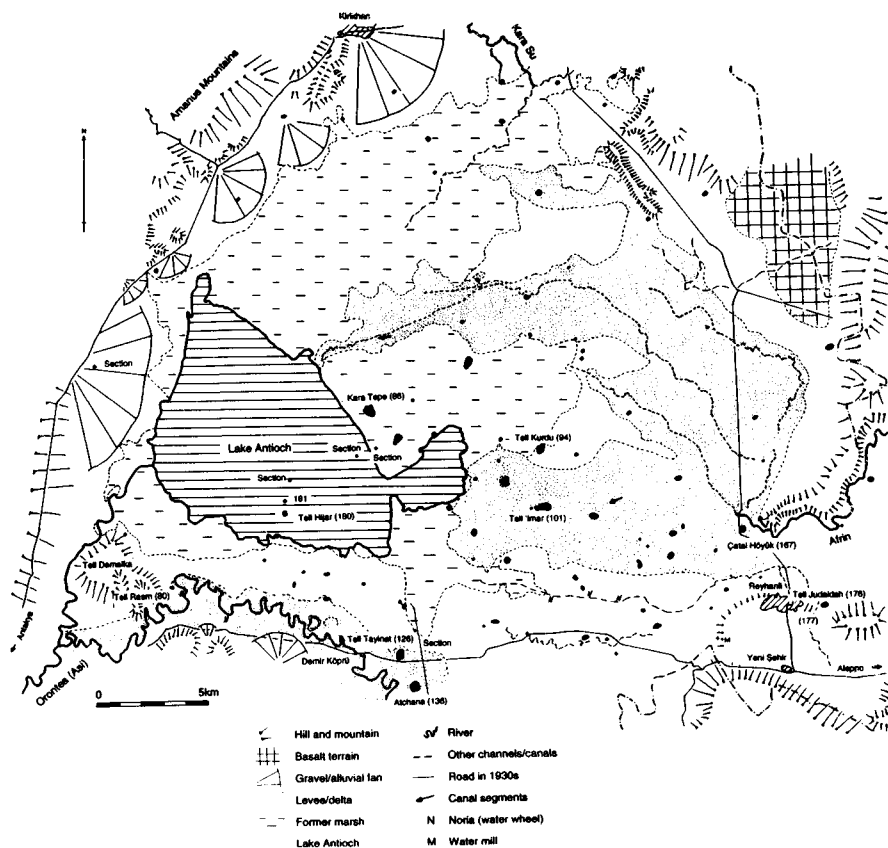 Kirikhan
Kara Su
Amanus Mountains
N
Section
Kara Tepe (86)
Lake Antioch
Section
Section
Tell Kurdu (94)
Section
181
Tell Hijar (180)
Tell 'Imar (101)
Afrin
Çatal Höyük (167)
Tell Demalka
Reyhanli
Tell Rasm (80)
Tell Judaidah (176)
(177)
Antakya
M
Tell Tayinat (126)
Section
Demir Köprü
Yeni Şehir
Aleppo
Orontes (Asi)
0 5km
Atchana (136)
Hill and mountain
River
Basalt terrain
Other channels/canals
Gravel/alluvial fan
Road in 1930s
Levee/delta
Canal segments
Former marsh
N Noria (water wheel)
Lake Antioch
M Water mill